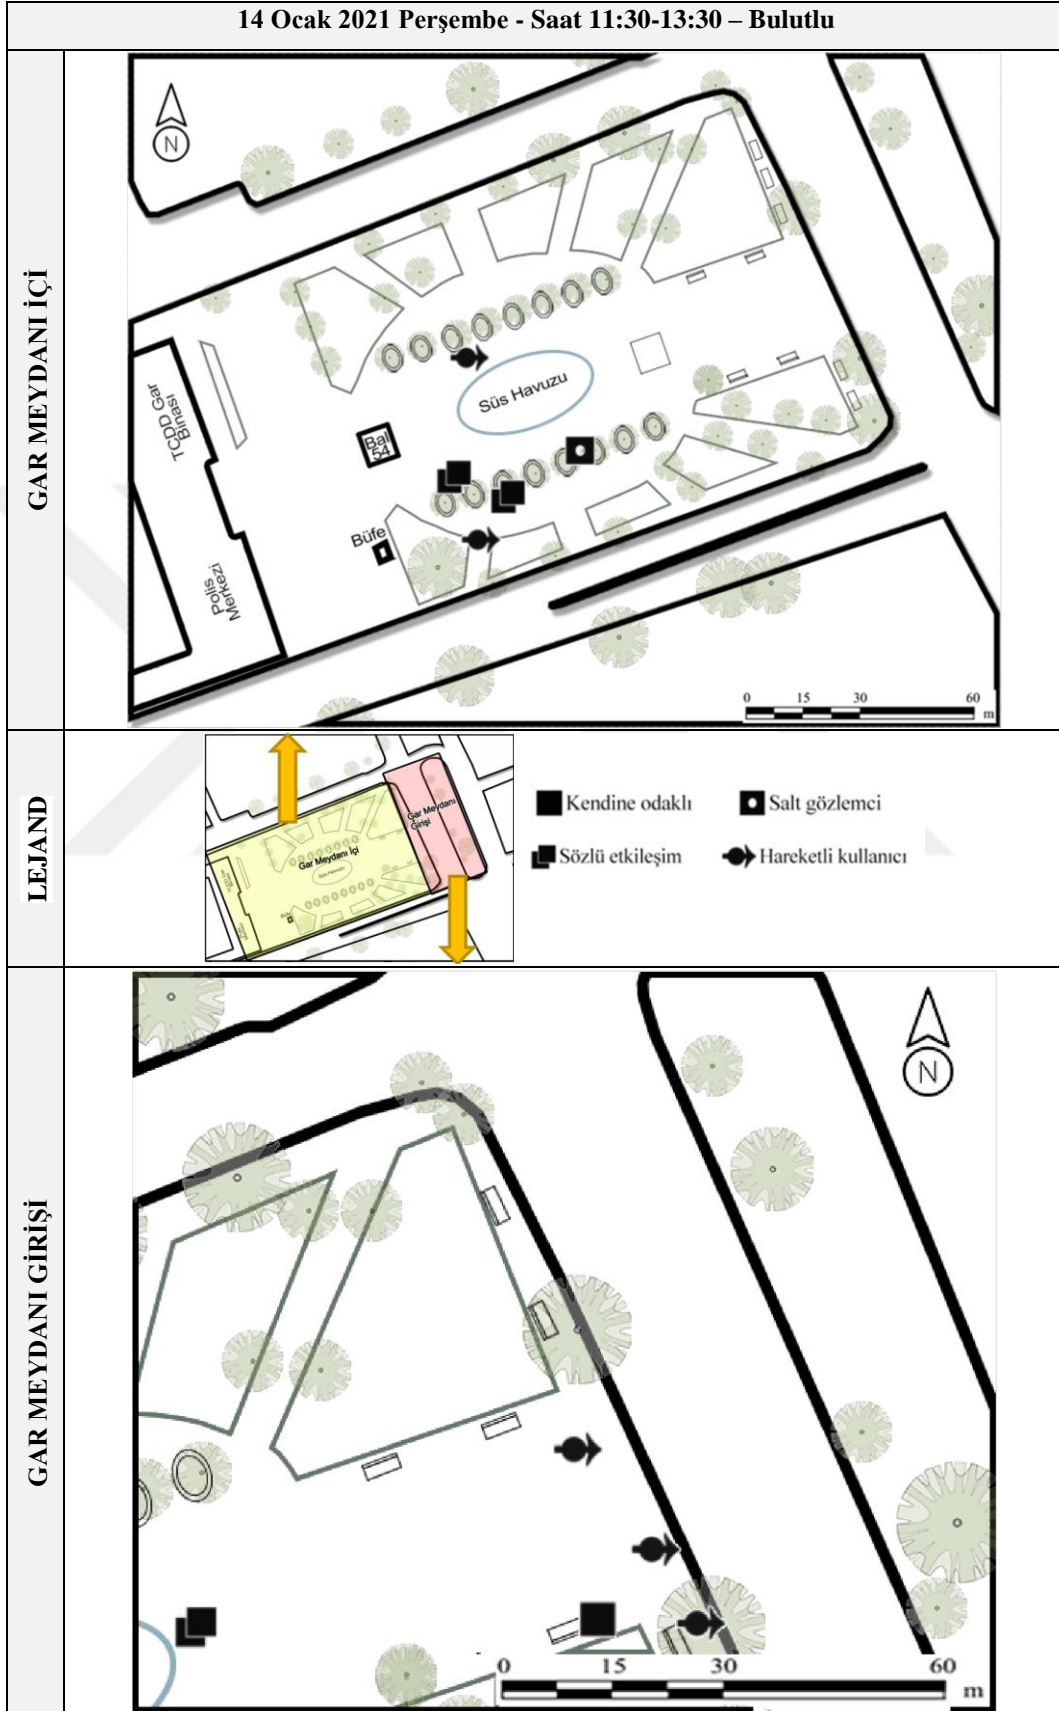 14 Ocak 2021 Perşembe - Saat 11:30-13:30 – Bulutlu
GAR MEYDANI İÇİ
N
TCDD Gar
Binası
Polis
Merkezi
Bal
54
Büfe
Süs Havuzu
0 15 30 60
m
LEJAND
Gar Meydanı
Girişi
Gar Meydanı İçi
Süs Havuzu
Büfe
Kendine odaklı
Salt gözlemci
Sözlü etkileşim
Hareketli kullanıcı
GAR MEYDANI GİRİŞİ
N
0 15 30 60
m